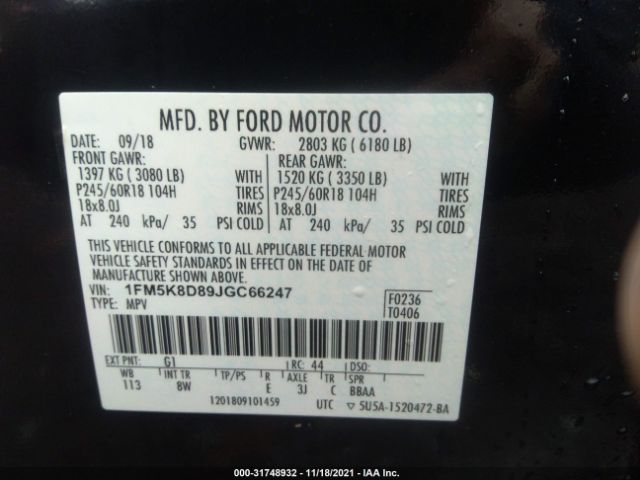 MFD. BY FORD MOTOR CO.
DATE: 09/18 GVWR: 2803 KG ( 6180 LB)
FRONT GAWR: REAR GAWR:
1397 KG ( 3080 LB) WITH 1520 KG ( 3350 LB) WITH
P245/60R18 104H TIRES P245/60R18 104H TIRES
18x8.0J RIMS 18x8.0J RIMS
AT 240 kPa/ 35 PSI COLD AT 240 kPa/ 35 PSI COLD
THIS VEHICLE CONFORMS TO ALL APPLICABLE FEDERAL MOTOR
VEHICLE SAFETY STANDARDS IN EFFECT ON THE DATE OF
MANUFACTURE SHOWN ABOVE.
VIN: 1FM5K8D89JGC66247 F0236
TYPE: MPV T0406
EXT PNT: G1 RC: 44 DSO:
WB INT TR TP/PS R AXLE TR SPR
113 8W E 3J C BBAA
1201809101459 UTC ▽ 5U5A-1520472-BA
000-31748932 - 11/18/2021 - IAA Corp.